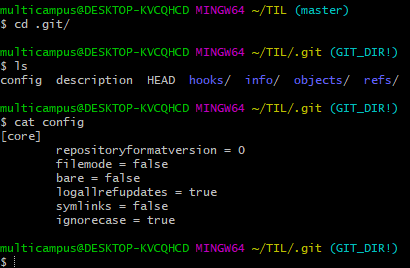 multicampus@DESKTOP-KVCQHCD MINGW64 ~/TIL (master)
$ cd .git/
multicampus@DESKTOP-KVCQHCD MINGW64 ~/TIL/.git (GIT_DIR!)
$ ls
config  description  HEAD  hooks/  info/  objects/  refs/
multicampus@DESKTOP-KVCQHCD MINGW64 ~/TIL/.git (GIT_DIR!)
$ cat config
[core]
        repositoryformatversion = 0
        filemode = false
        bare = false
        logallrefupdates = true
        symlinks = false
        ignorecase = true
multicampus@DESKTOP-KVCQHCD MINGW64 ~/TIL/.git (GIT_DIR!)
$